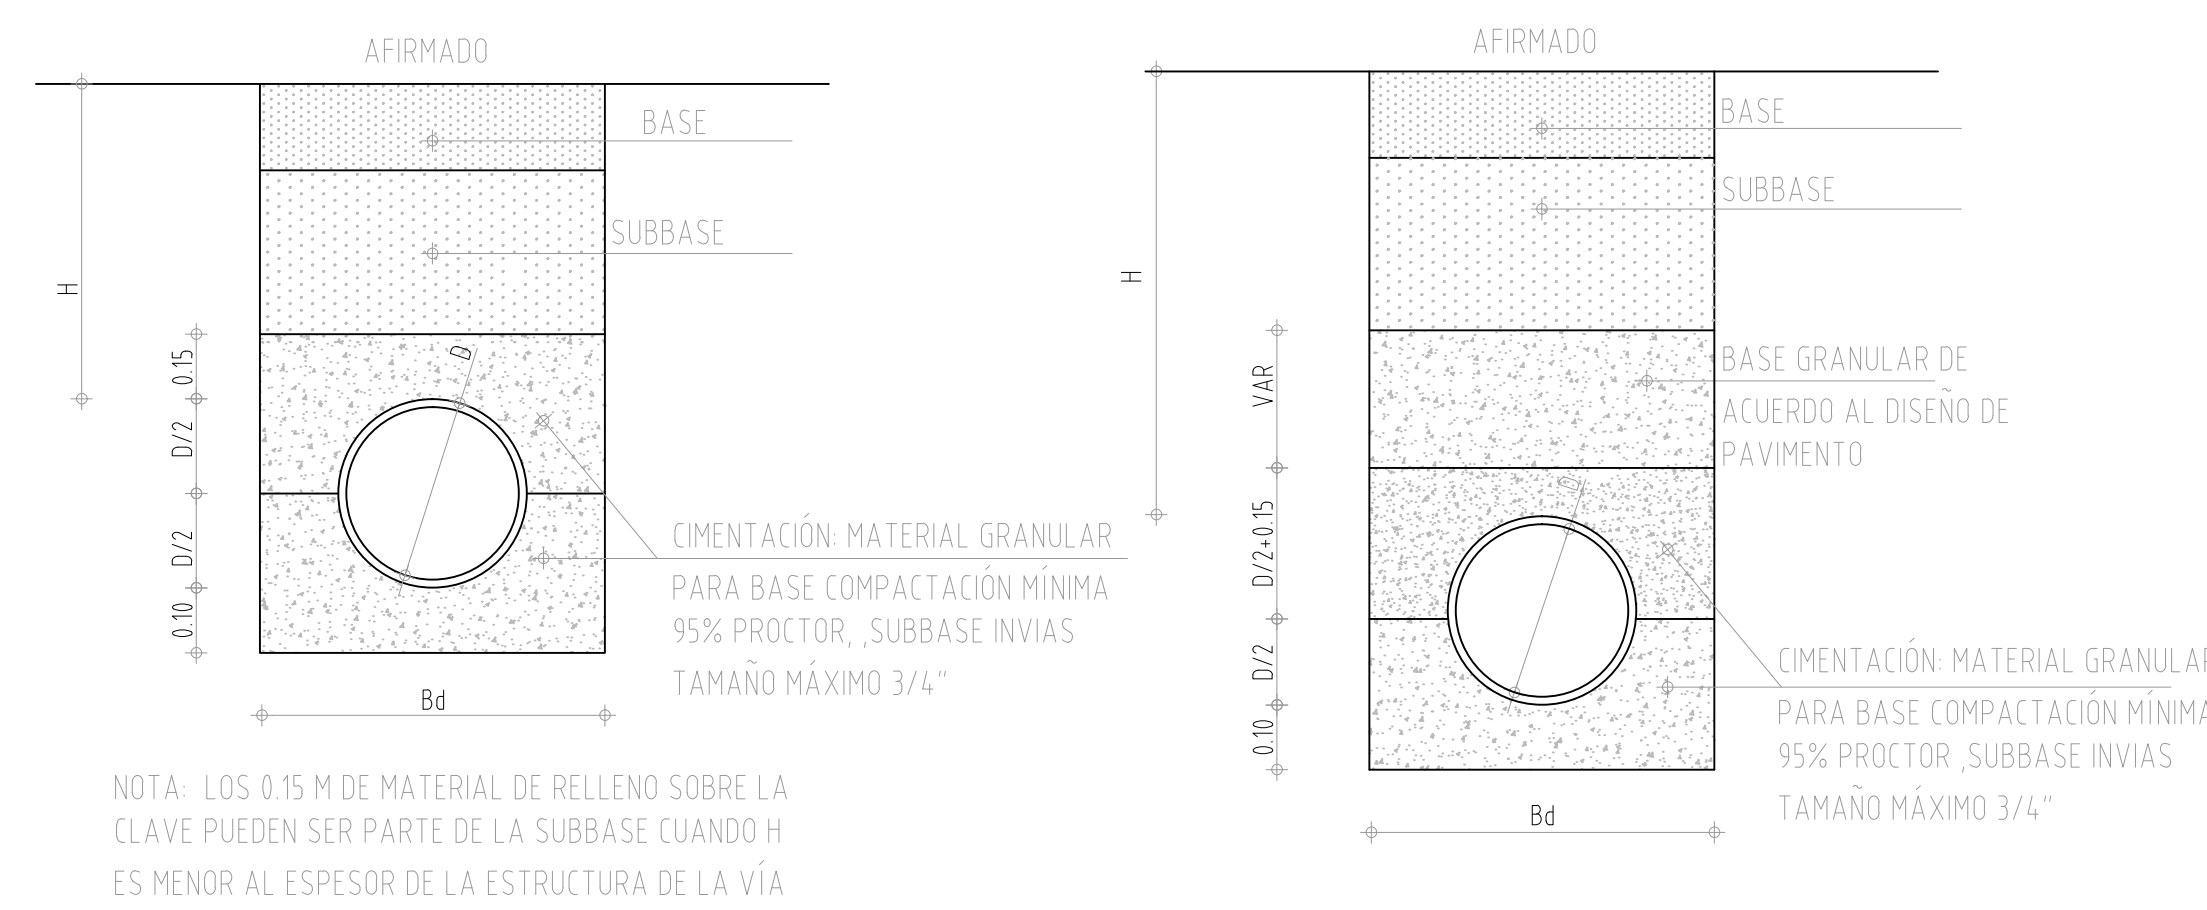 AFIRMADO
BASE
SUBBASE
H
0.15
D/2
D/2
0.10
D
CIMENTACIÓN: MATERIAL GRANULAR
PARA BASE COMPACTACIÓN MÍNIMA
95% PROCTOR, ,SUBBASE INVIAS
TAMAÑO MÁXIMO 3/4"
Bd
NOTA: LOS 0.15 M DE MATERIAL DE RELLENO SOBRE LA
CLAVE PUEDEN SER PARTE DE LA SUBBASE CUANDO H
ES MENOR AL ESPESOR DE LA ESTRUCTURA DE LA VÍA
AFIRMADO
BASE
SUBBASE
H
VAR
D/2+0.15
D/2
0.10
D
BASE GRANULAR DE
ACUERDO AL DISEÑO DE
PAVIMENTO
CIMENTACIÓN: MATERIAL GRANULAR
PARA BASE COMPACTACIÓN MÍNIMA
95% PROCTOR ,SUBBASE INVIAS
TAMAÑO MÁXIMO 3/4"
Bd